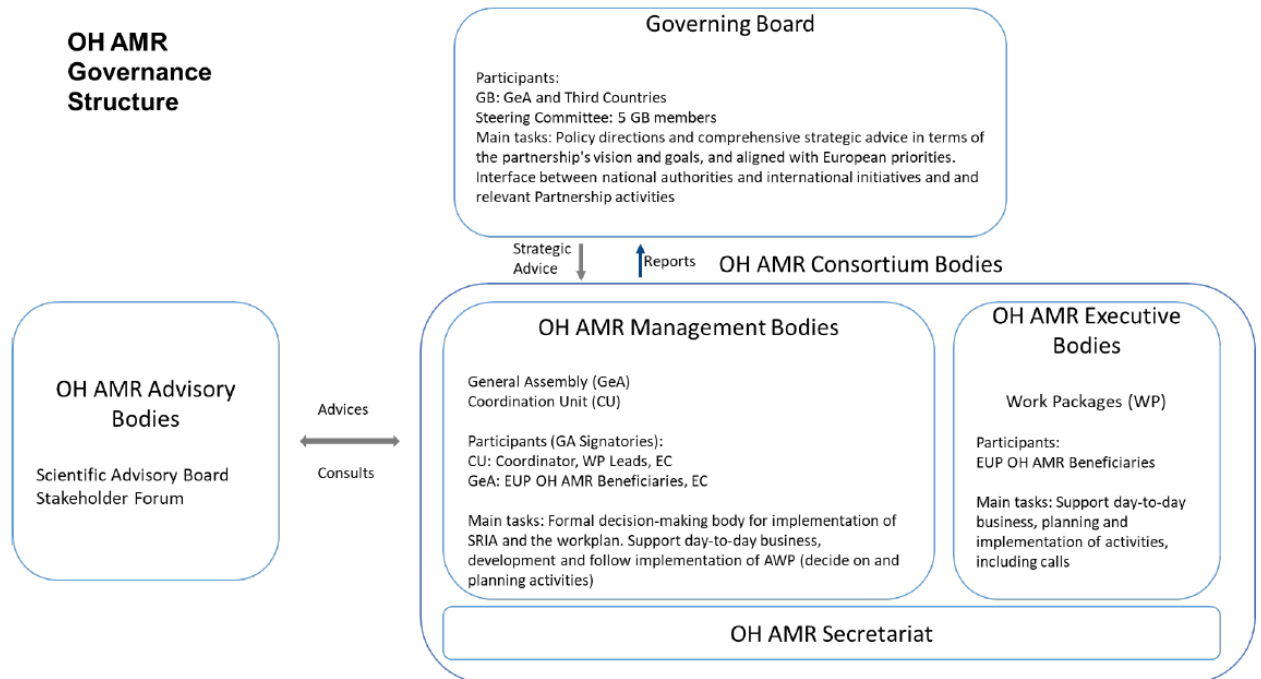 OH AMR
Governance
Structure
Governing Board
Participants:
GB: GeA and Third Countries
Steering Committee: 5 GB members
Main tasks: Policy directions and comprehensive strategic advice in terms of
the partnership's vision and goals, and aligned with European priorities.
Interface between national authorities and international initiatives and and
relevant Partnership activities
Strategic
Advice
Reports
OH AMR Consortium Bodies
OH AMR Advisory
Bodies
Scientific Advisory Board
Stakeholder Forum
Advices
Consults
OH AMR Management Bodies
General Assembly (GeA)
Coordination Unit (CU)
Participants (GA Signatories):
CU: Coordinator, WP Leads, EC
GeA: EUP OH AMR Beneficiaries, EC
Main tasks: Formal decision-making body for implementation of
SRIA and the workplan. Support day-to-day business,
development and follow implementation of AWP (decide on and
planning activities)
OH AMR Executive
Bodies
Work Packages (WP)
Participants:
EUP OH AMR Beneficiaries
Main tasks: Support day-to-day
business, planning and
implementation of activities,
including calls
OH AMR Secretariat